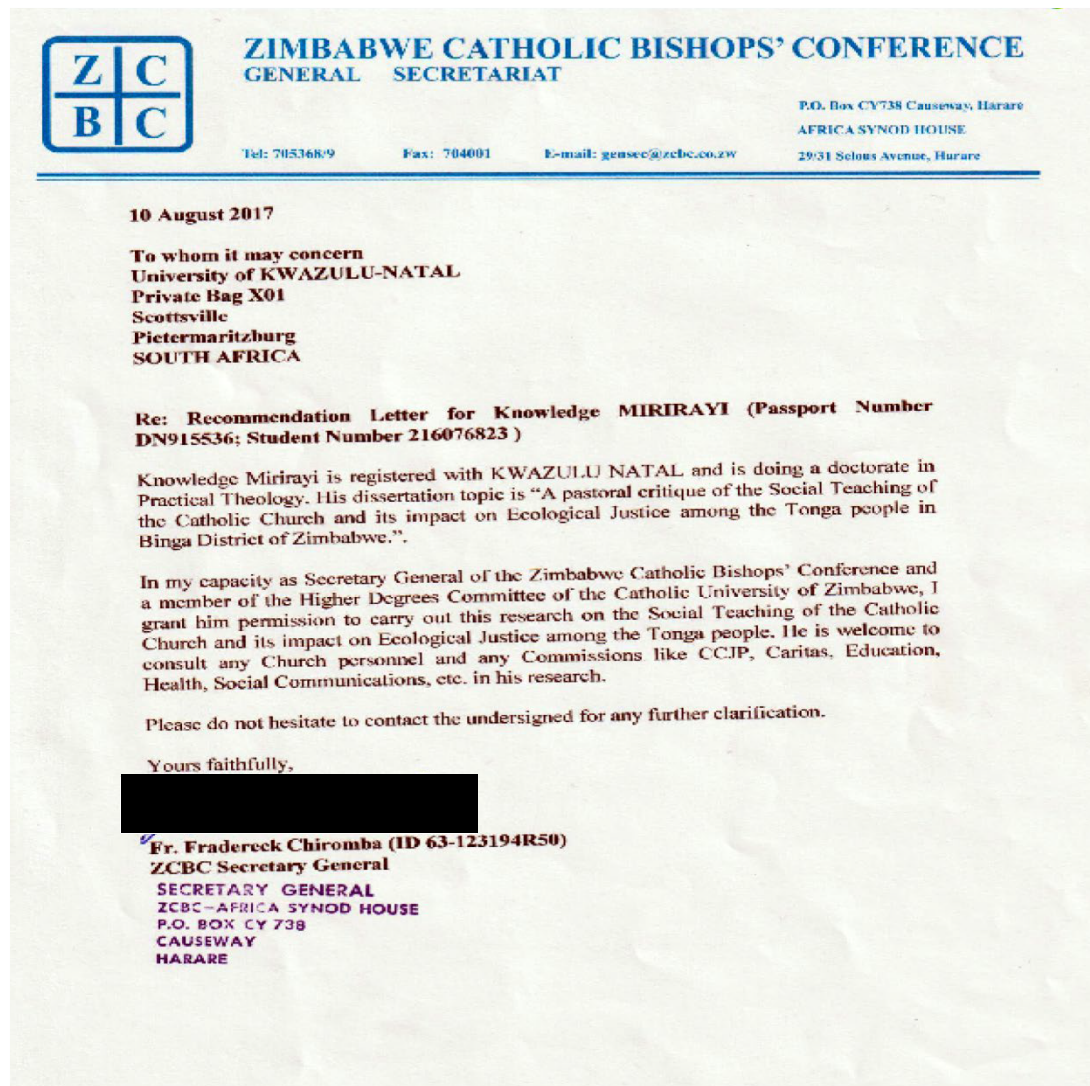 Z C
B C
ZIMBABWE CATHOLIC BISHOPS' CONFERENCE
GENERAL SECRETARIAT
P.O. Box CY738 Causeway, Harare
AFRICA SYNOD HOUSE
Tel: 705368/9 Fax: 704001 E-mail: gensec@zcbc.co.zw 29/31 Selous Avenue, Harare
10 August 2017
To whom it may concern
University of KWAZULU-NATAL
Private Bag X01
Scottsville
Pietermaritzburg
SOUTH AFRICA
Re: Recommendation Letter for Knowledge MIRIRAYI (Passport Number
DN915536; Student Number 216076823 )
Knowledge Mirirayi is registered with KWAZULU NATAL and is doing a doctorate in
Practical Theology. His dissertation topic is “A pastoral critique of the Social Teaching of
the Catholic Church and its impact on Ecological Justice among the Tonga people in
Binga District of Zimbabwe.”.
In my capacity as Secretary General of the Zimbabwe Catholic Bishops' Conference and
a member of the Higher Degrees Committee of the Catholic University of Zimbabwe, I
grant him permission to carry out this research on the Social Teaching of the Catholic
Church and its impact on Ecological Justice among the Tonga people. He is welcome to
consult any Church personnel and any Commissions like CCJP, Caritas, Education,
Health, Social Communications, etc. in his research.
Please do not hesitate to contact the undersigned for any further clarification.
Yours faithfully,
Fr. Fradereck Chiromba (ID 63-123194R50)
ZCBC Secretary General
SECRETARY GENERAL
ZCBC-AFRICA SYNOD HOUSE
P.O. BOX CY 738
CAUSEWAY
HARARE